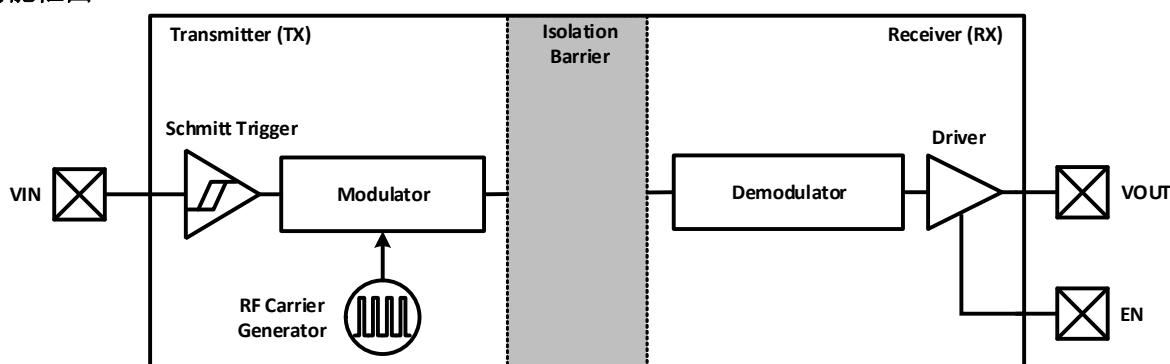 Transmitter (TX)
Isolation
Barrier
Receiver (RX)
Schmitt Trigger
Driver
VIN
Modulator
Demodulator
VOUT
RF Carrier
Generator
EN